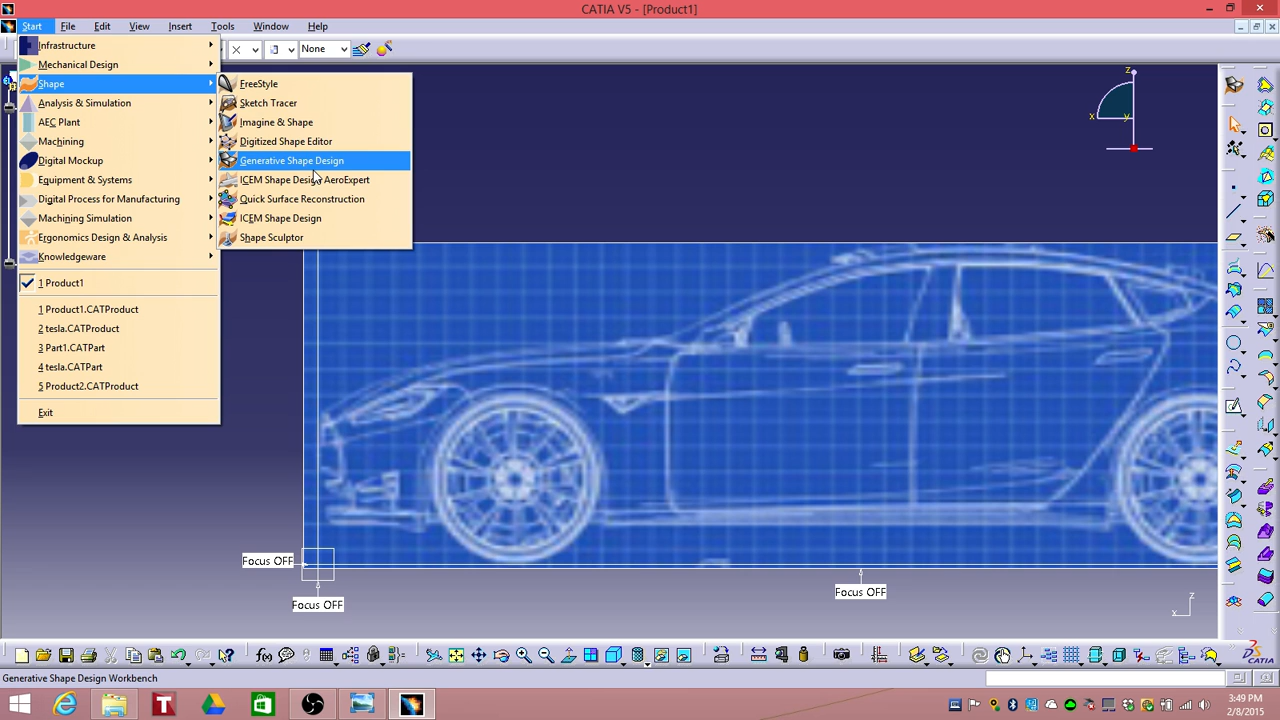 CATIA V5 - [Product1]
Start File Edit View Insert Tools Window Help
None
Infrastructure
Mechanical Design
Shape
Analysis & Simulation
AEC Plant
Machining
Digital Mockup
Equipment & Systems
Digital Process for Manufacturing
Machining Simulation
Ergonomics Design & Analysis
Knowledgeware
1 Product1
1 Product1.CATProduct
2 tesla.CATProduct
3 Part1.CATPart
4 tesla.CATPart
5 Product2.CATProduct
Exit
FreeStyle
Sketch Tracer
Imagine & Shape
Digitized Shape Editor
Generative Shape Design
ICEM Shape Design AeroExpert
Quick Surface Reconstruction
ICEM Shape Design
Shape Sculptor
z
x y
Focus OFF
Focus OFF
Focus OFF
z
x
CATIA
Generative Shape Design Workbench
3:49 PM
2/8/2015